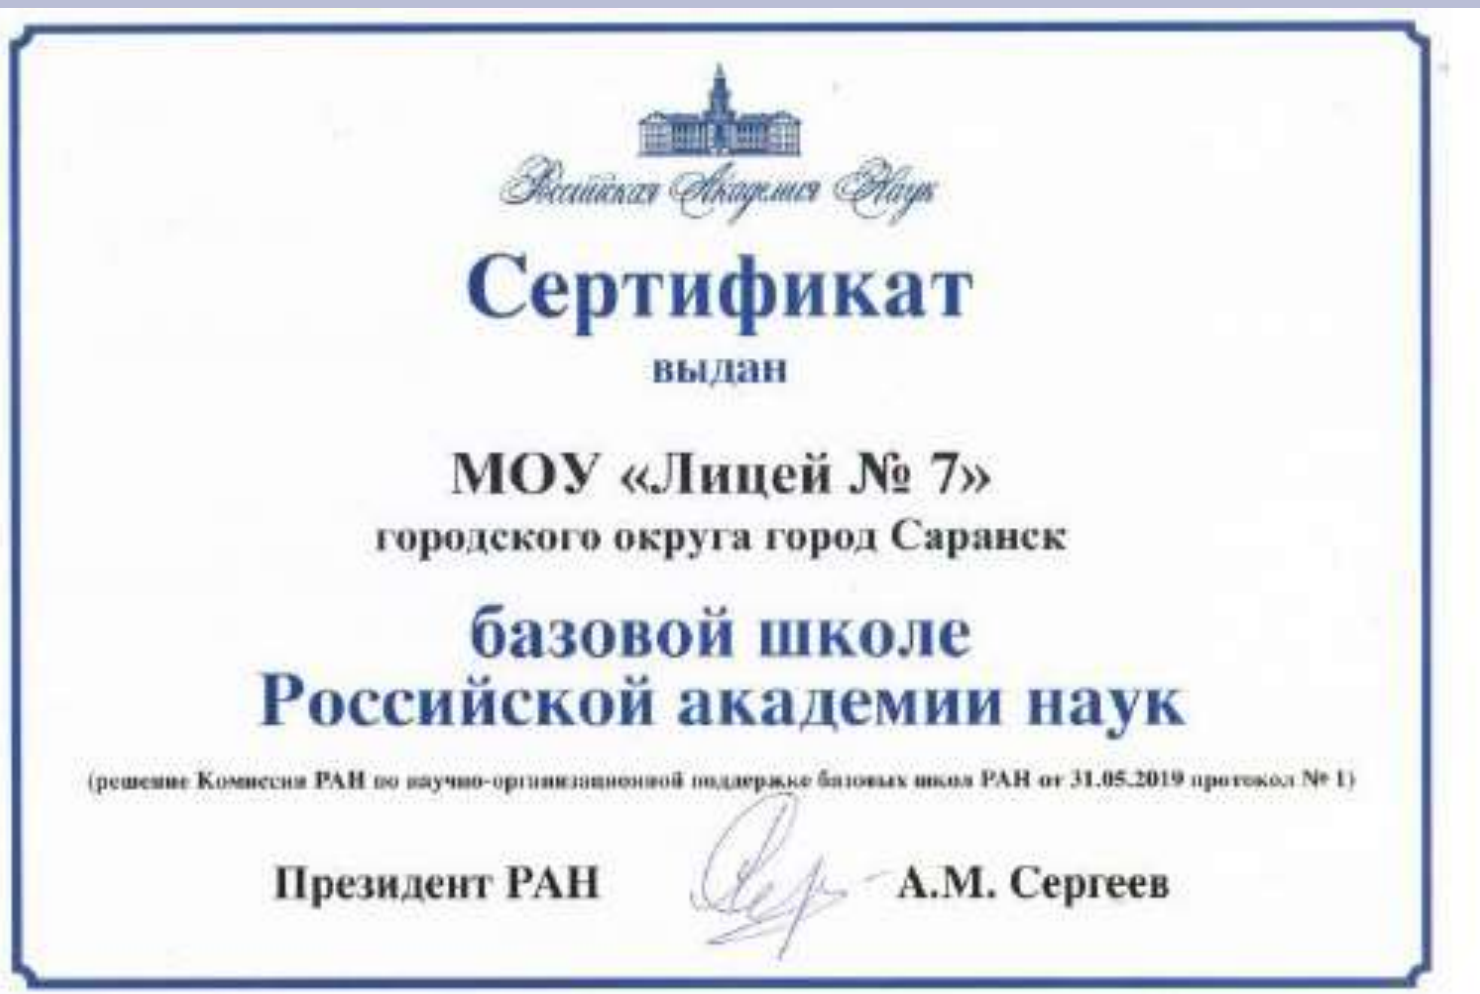 Российская Академия Наук
Сертификат
выдан
МОУ «Лицей № 7»
городского округа город Саранск
базовой школе
Российской академии наук
(решение Комиссии РАН по научно-организационной поддержке базовых школ РАН от 31.05.2019 протокол № 1)
Президент РАН А.М. Сергеев